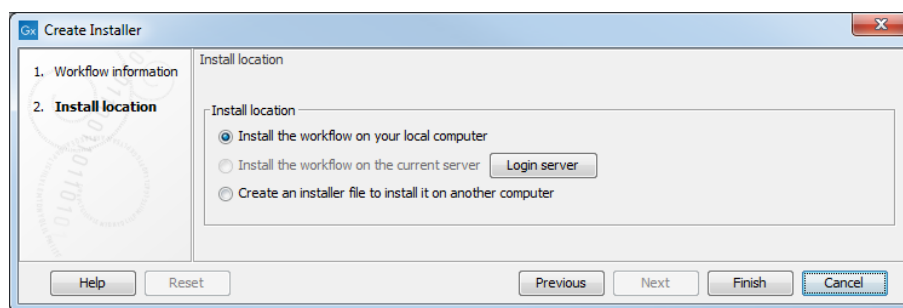 Gx Create Installer
1. Workflow information
2. Install location
Install location
Install location
Install the workflow on your local computer
Install the workflow on the current server Login server
Create an installer file to install it on another computer
Help Reset Previous Next Finish Cancel